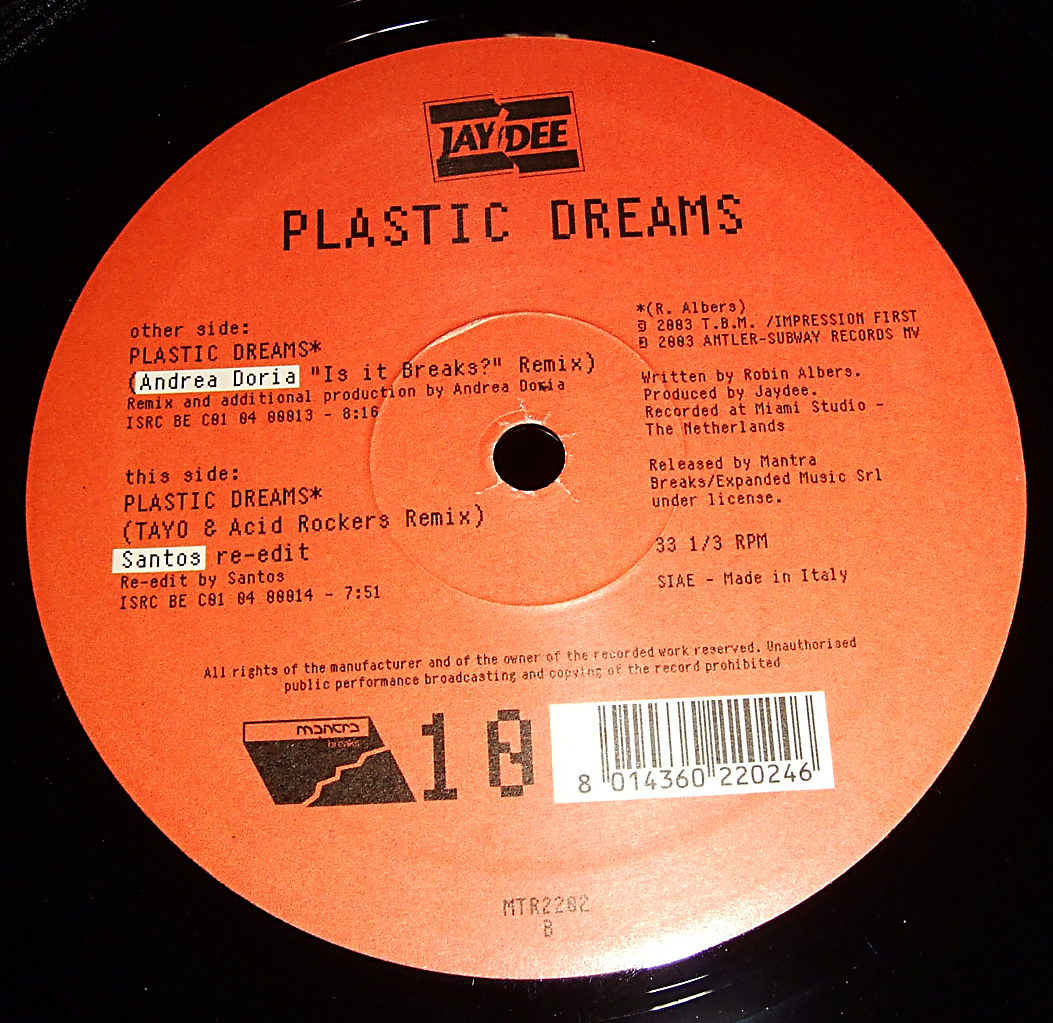 JAYDEE
PLASTIC DREAMS
other side:
PLASTIC DREAMS*
(Andrea Doria "Is it Breaks?" Remix)
Remix and additional production by Andrea Doria
ISRC BE C01 04 00013 - 8:16
this side:
PLASTIC DREAMS*
(TAYO & Acid Rockers Remix)
Santos re-edit
Re-edit by Santos
ISRC BE C01 04 00014 - 7:51
*(R. Albers)
℗ 2003 T.B.M. /IMPRESSION FIRST
© 2003 ANTLER-SUBWAY RECORDS NV
Written by Robin Albers.
Produced by Jaydee.
Recorded at Miami Studio -
The Netherlands
Released by Mantra
Breaks/Expanded Music Srl
under license.
33 1/3 RPM
SIAE - Made in Italy
All rights of the manufacturer and of the owner of the recorded work reserved. Unauthorised
public performance broadcasting and copying of the record prohibited
mantra
breaks
10
8 014360 220246
MTR2202
B